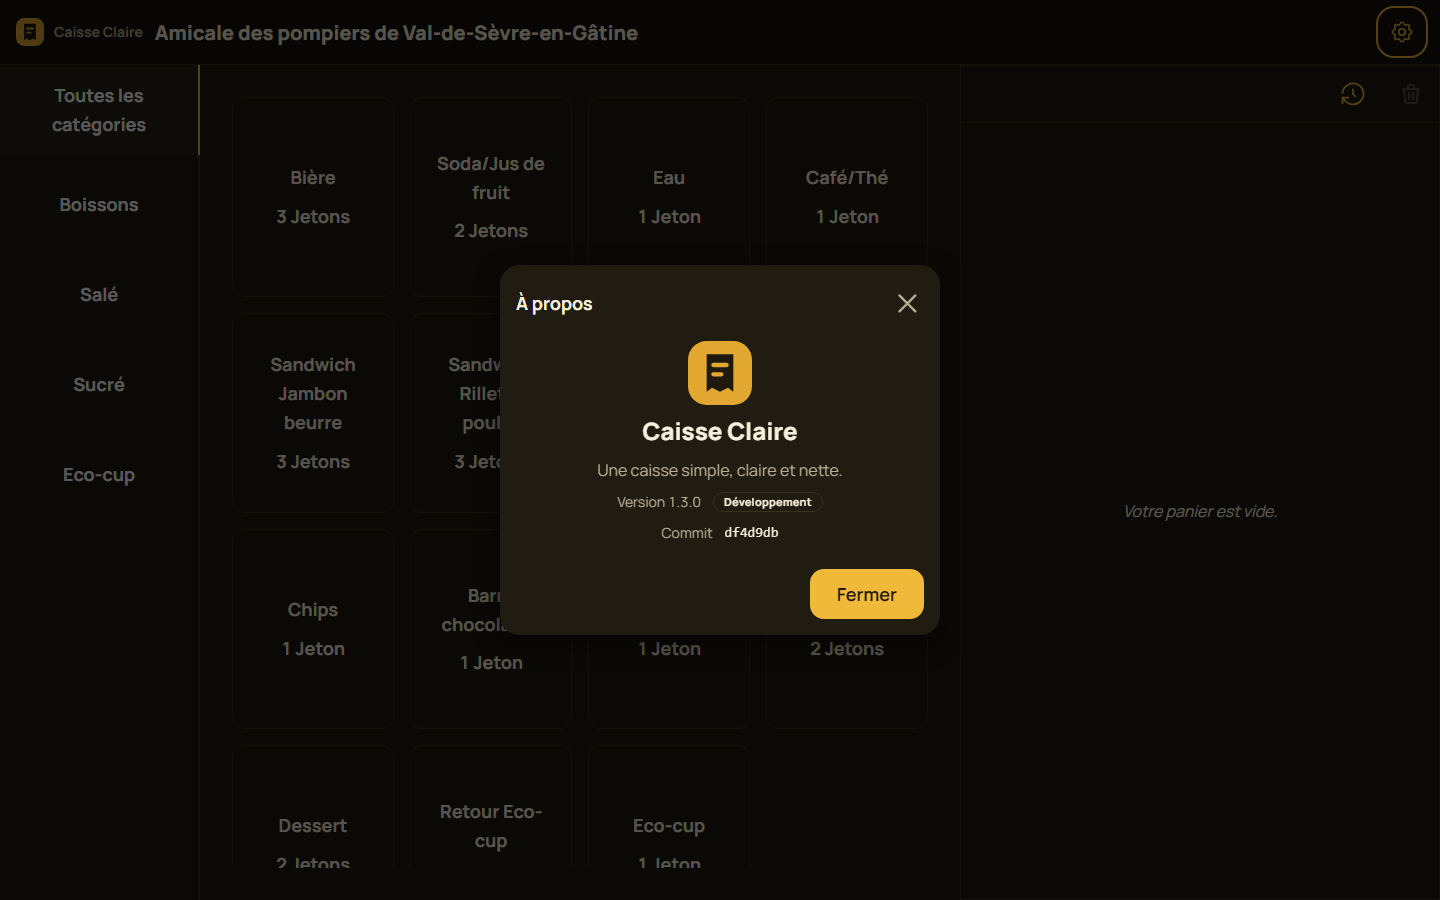 Caisse Claire
Amicale des pompiers de Val-de-Sèvre-en-Gâtine
Toutes les
catégories
Boissons
Salé
Sucré
Eco-cup
Bière
3 Jetons
Soda/Jus de
fruit
2 Jetons
Eau
1 Jeton
Café/Thé
1 Jeton
Sandwich
Jambon
beurre
3 Jetons
Chips
1 Jeton
1 Jeton
1 Jeton
2 Jetons
Dessert
2 Jetons
Retour Eco-
cup
Eco-cup
1 Jeton
À propos
Caisse Claire
Une caisse simple, claire et nette.
Version 1.3.0 Développement
Commit df4d9db
Fermer
Votre panier est vide.